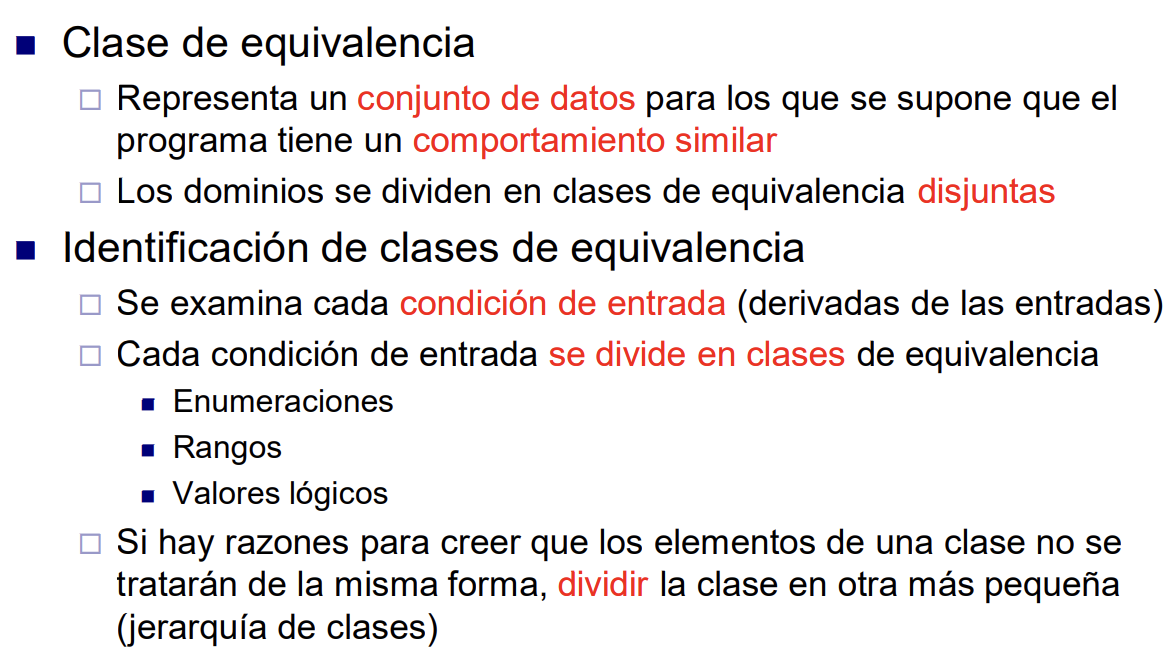 Clase de equivalencia
Representa un conjunto de datos para los que se supone que el
programa tiene un comportamiento similar
Los dominios se dividen en clases de equivalencia disjuntas
Identificación de clases de equivalencia
Se examina cada condición de entrada (derivadas de las entradas)
Cada condición de entrada se divide en clases de equivalencia
Enumeraciones
Rangos
Valores lógicos
Si hay razones para creer que los elementos de una clase no se
tratarán de la misma forma, dividir la clase en otra más pequeña
(jerarquía de clases)